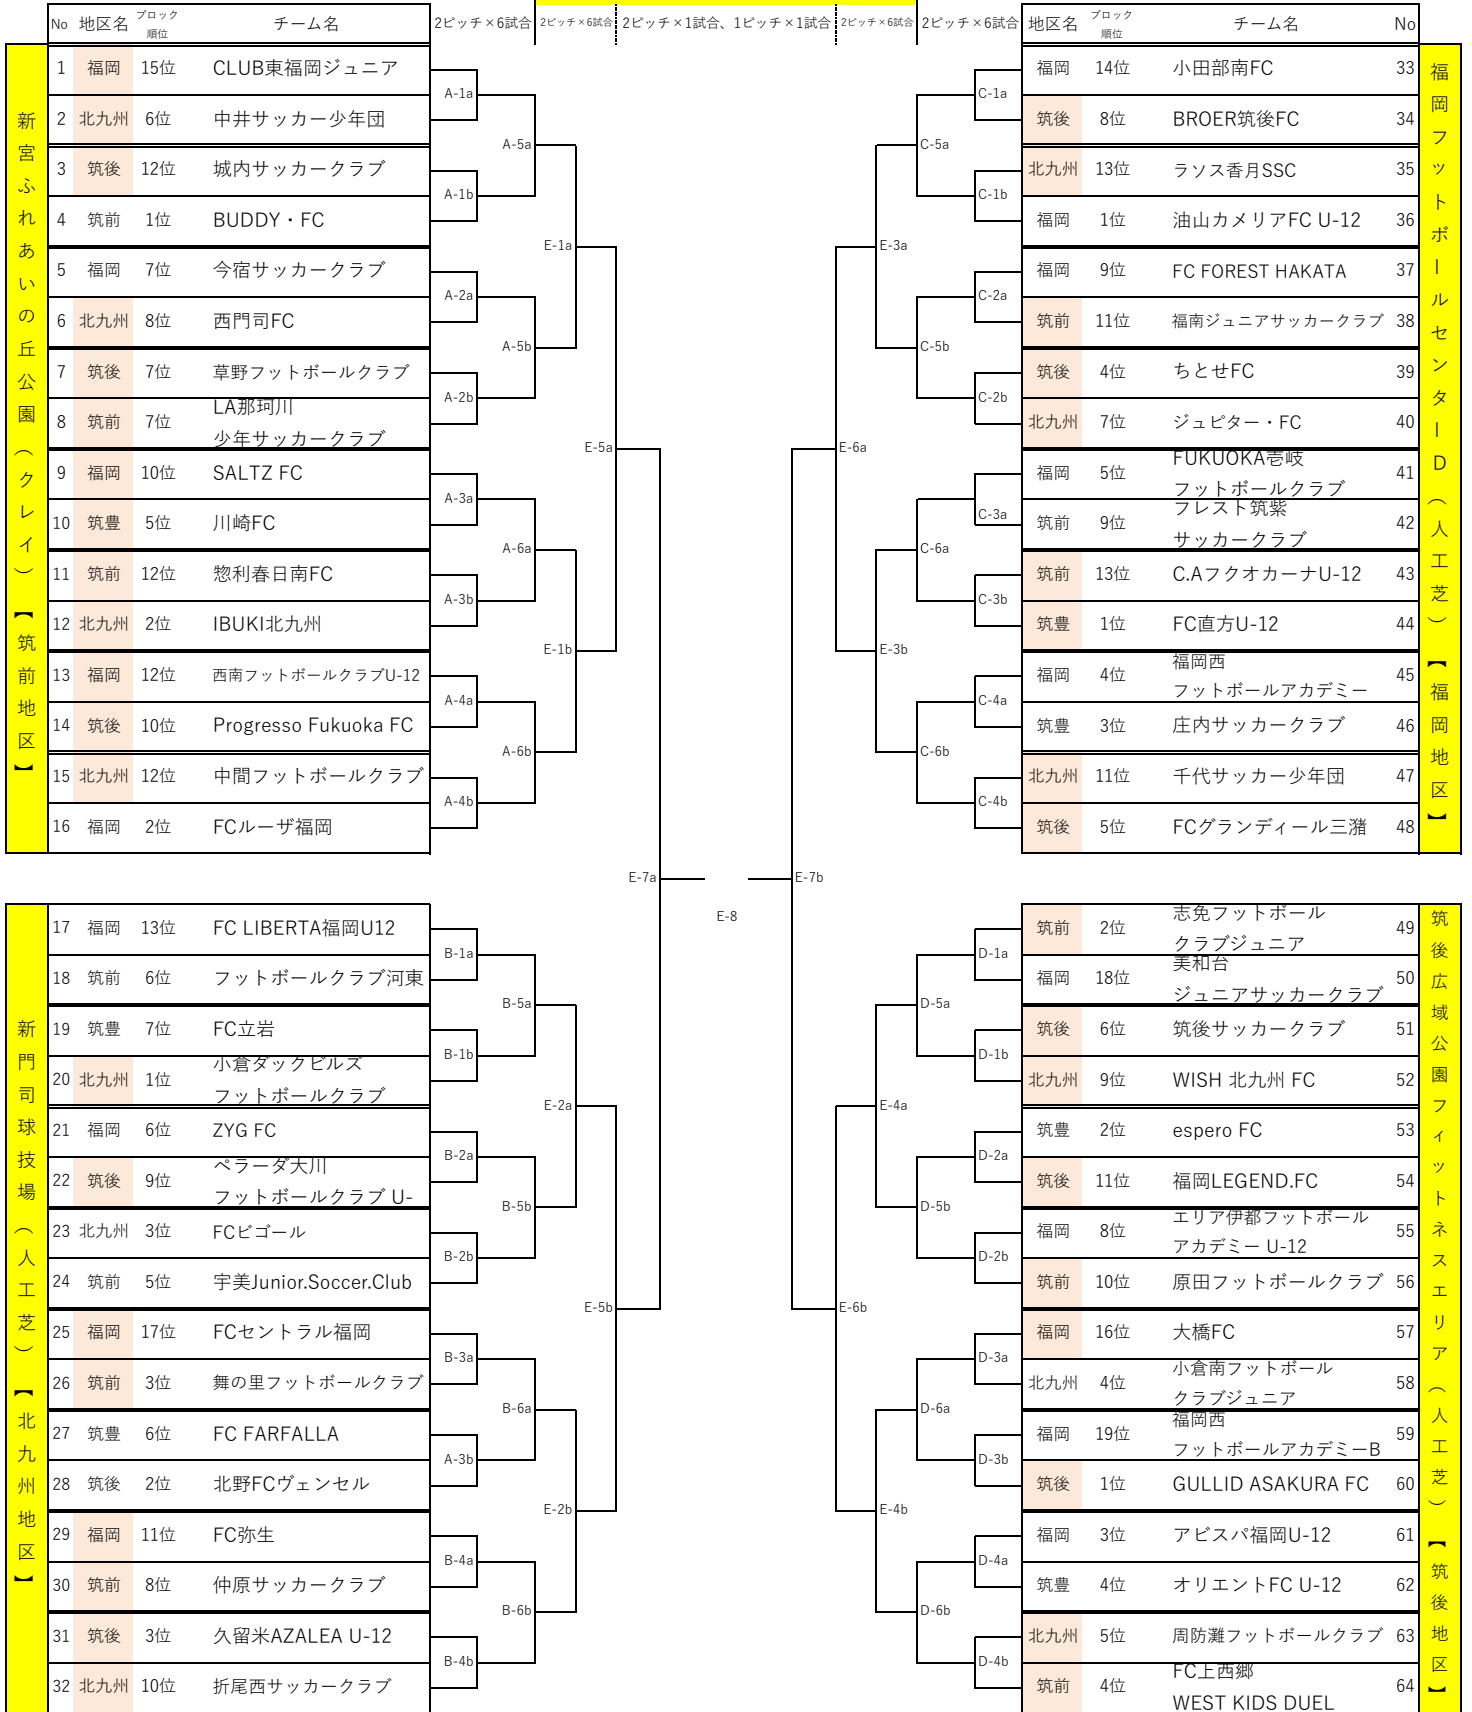 No 地区名 ブロック順位 チーム名 2ピッチ×6試合 2ピッチ×6試合 2ピッチ×1試合、1ピッチ×1試合 2ピッチ×6試合 2ピッチ×6試合 地区名 ブロック順位 チーム名 No
新宮ふれあいの丘公園（クレイ）【筑前地区】
1 福岡 15位 CLUB東福岡ジュニア
2 北九州 6位 中井サッカー少年団
3 筑後 12位 城内サッカークラブ
4 筑前 1位 BUDDY・FC
5 福岡 7位 今宿サッカークラブ
6 北九州 8位 西門司FC
7 筑後 7位 草野フットボールクラブ
8 筑前 7位 LA那珂川
少年サッカークラブ
9 福岡 10位 SALTZ FC
10 筑豊 5位 川崎FC
11 筑前 12位 惣利春日南FC
12 北九州 2位 IBUKI北九州
13 福岡 12位 西南フットボールクラブU-12
14 筑後 10位 Progresso Fukuoka FC
15 北九州 12位 中間フットボールクラブ
16 福岡 2位 FCルーザ福岡
A-1a
A-5a
A-1b
E-1a
A-2a
A-5b
A-2b
E-5a
A-3a
A-6a
A-3b
E-1b
A-4a
A-6b
A-4b
新門司球技場（人工芝）【北九州地区】
17 福岡 13位 FC LIBERTA福岡U12
18 筑前 6位 フットボールクラブ河東
19 筑豊 7位 FC立岩
20 北九州 1位 小倉ダックビルズ
フットボールクラブ
21 福岡 6位 ZYG FC
22 筑後 9位 ペラーダ大川
フットボールクラブ U-
23 北九州 3位 FCビゴール
24 筑前 5位 宇美Junior.Soccer.Club
25 福岡 17位 FCセントラル福岡
26 筑前 3位 舞の里フットボールクラブ
27 筑豊 6位 FC FARFALLA
28 筑後 2位 北野FCヴェンセル
29 福岡 11位 FC弥生
30 筑前 8位 仲原サッカークラブ
31 筑後 3位 久留米AZALEA U-12
32 北九州 10位 折尾西サッカークラブ
B-1a
B-5a
B-1b
E-2a
B-2a
B-5b
B-2b
E-5b
B-3a
B-6a
A-3b
E-2b
B-4a
B-6b
B-4b
E-7a
E-8
E-7b
C-1a
C-5a
C-1b
E-3a
C-2a
C-5b
C-2b
E-6a
C-3a
C-6a
C-3b
E-3b
C-4a
C-6b
C-4b
福岡 14位 小田部南FC 33
筑後 8位 BROER筑後FC 34
北九州 13位 ラソス香月SSC 35
福岡 1位 油山カメリアFC U-12 36
福岡 9位 FC FOREST HAKATA 37
筑前 11位 福南ジュニアサッカークラブ 38
筑後 4位 ちとせFC 39
北九州 7位 ジュピター・FC 40
福岡 5位 FUKUOKA壱岐
フットボールクラブ 41
筑前 9位 フレスト筑紫
サッカークラブ 42
筑前 13位 C.AフクオカーナU-12 43
筑豊 1位 FC直方U-12 44
福岡 4位 福岡西
フットボールアカデミー 45
筑豊 3位 庄内サッカークラブ 46
北九州 11位 千代サッカー少年団 47
筑後 5位 FCグランディール三潴 48
福岡フットボールセンターD（人工芝）【福岡地区】
D-1a
D-5a
D-1b
E-4a
D-2a
D-5b
D-2b
E-6b
D-3a
D-6a
D-3b
E-4b
D-4a
D-6b
D-4b
筑前 2位 志免フットボール
クラブジュニア 49
福岡 18位 美和台
ジュニアサッカークラブ 50
筑後 6位 筑後サッカークラブ 51
北九州 9位 WISH 北九州 FC 52
筑豊 2位 espero FC 53
筑後 11位 福岡LEGEND.FC 54
福岡 8位 エリア伊都フットボール
アカデミー U-12 55
筑前 10位 原田フットボールクラブ 56
福岡 16位 大橋FC 57
北九州 4位 小倉南フットボール
クラブジュニア 58
福岡 19位 福岡西
フットボールアカデミーB 59
筑後 1位 GULLID ASAKURA FC 60
福岡 3位 アビスパ福岡U-12 61
筑豊 4位 オリエントFC U-12 62
北九州 5位 周防灘フットボールクラブ 63
筑前 4位 FC上西郷
WEST KIDS DUEL 64
筑後広域公園フィットネスエリア（人工芝）【筑後地区】